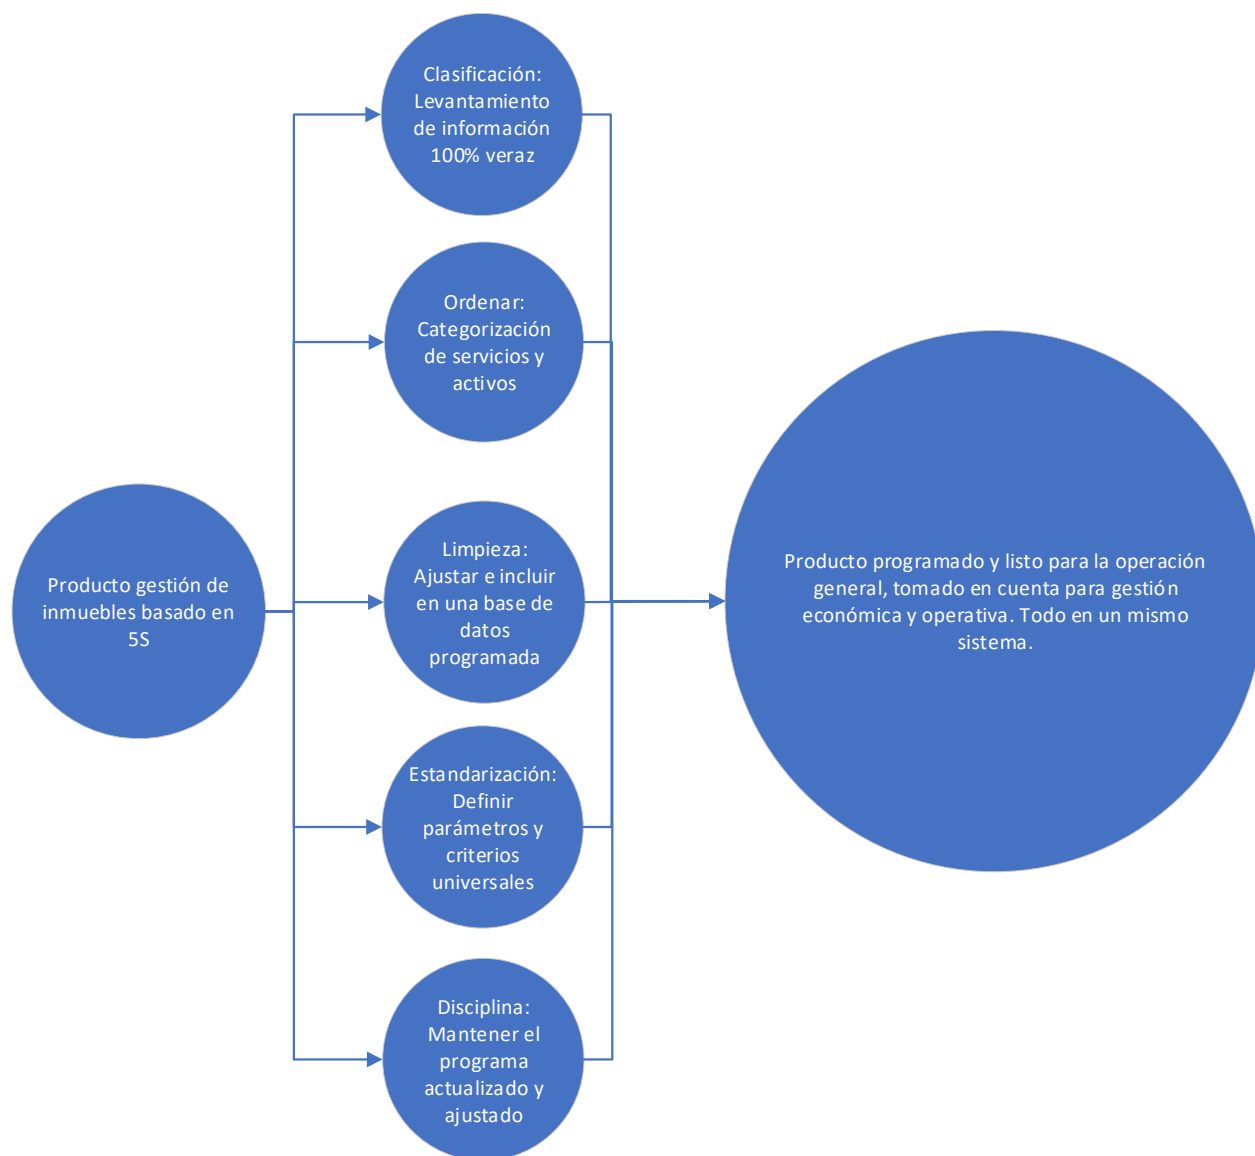 Clasificación:
Levantamiento
de información
100% veraz
Ordenar:
Categorización
de servicios y
activos
Producto gestión de
inmuebles basado en
5S
Limpieza:
Ajustar e incluir
en una base de
datos
programada
Estandarización:
Definir
parámetros y
criterios
universales
Disciplina:
Mantener el
programa
actualizado y
ajustado
Producto programado y listo para la operación
general, tomado en cuenta para gestión
económica y operativa. Todo en un mismo
sistema.